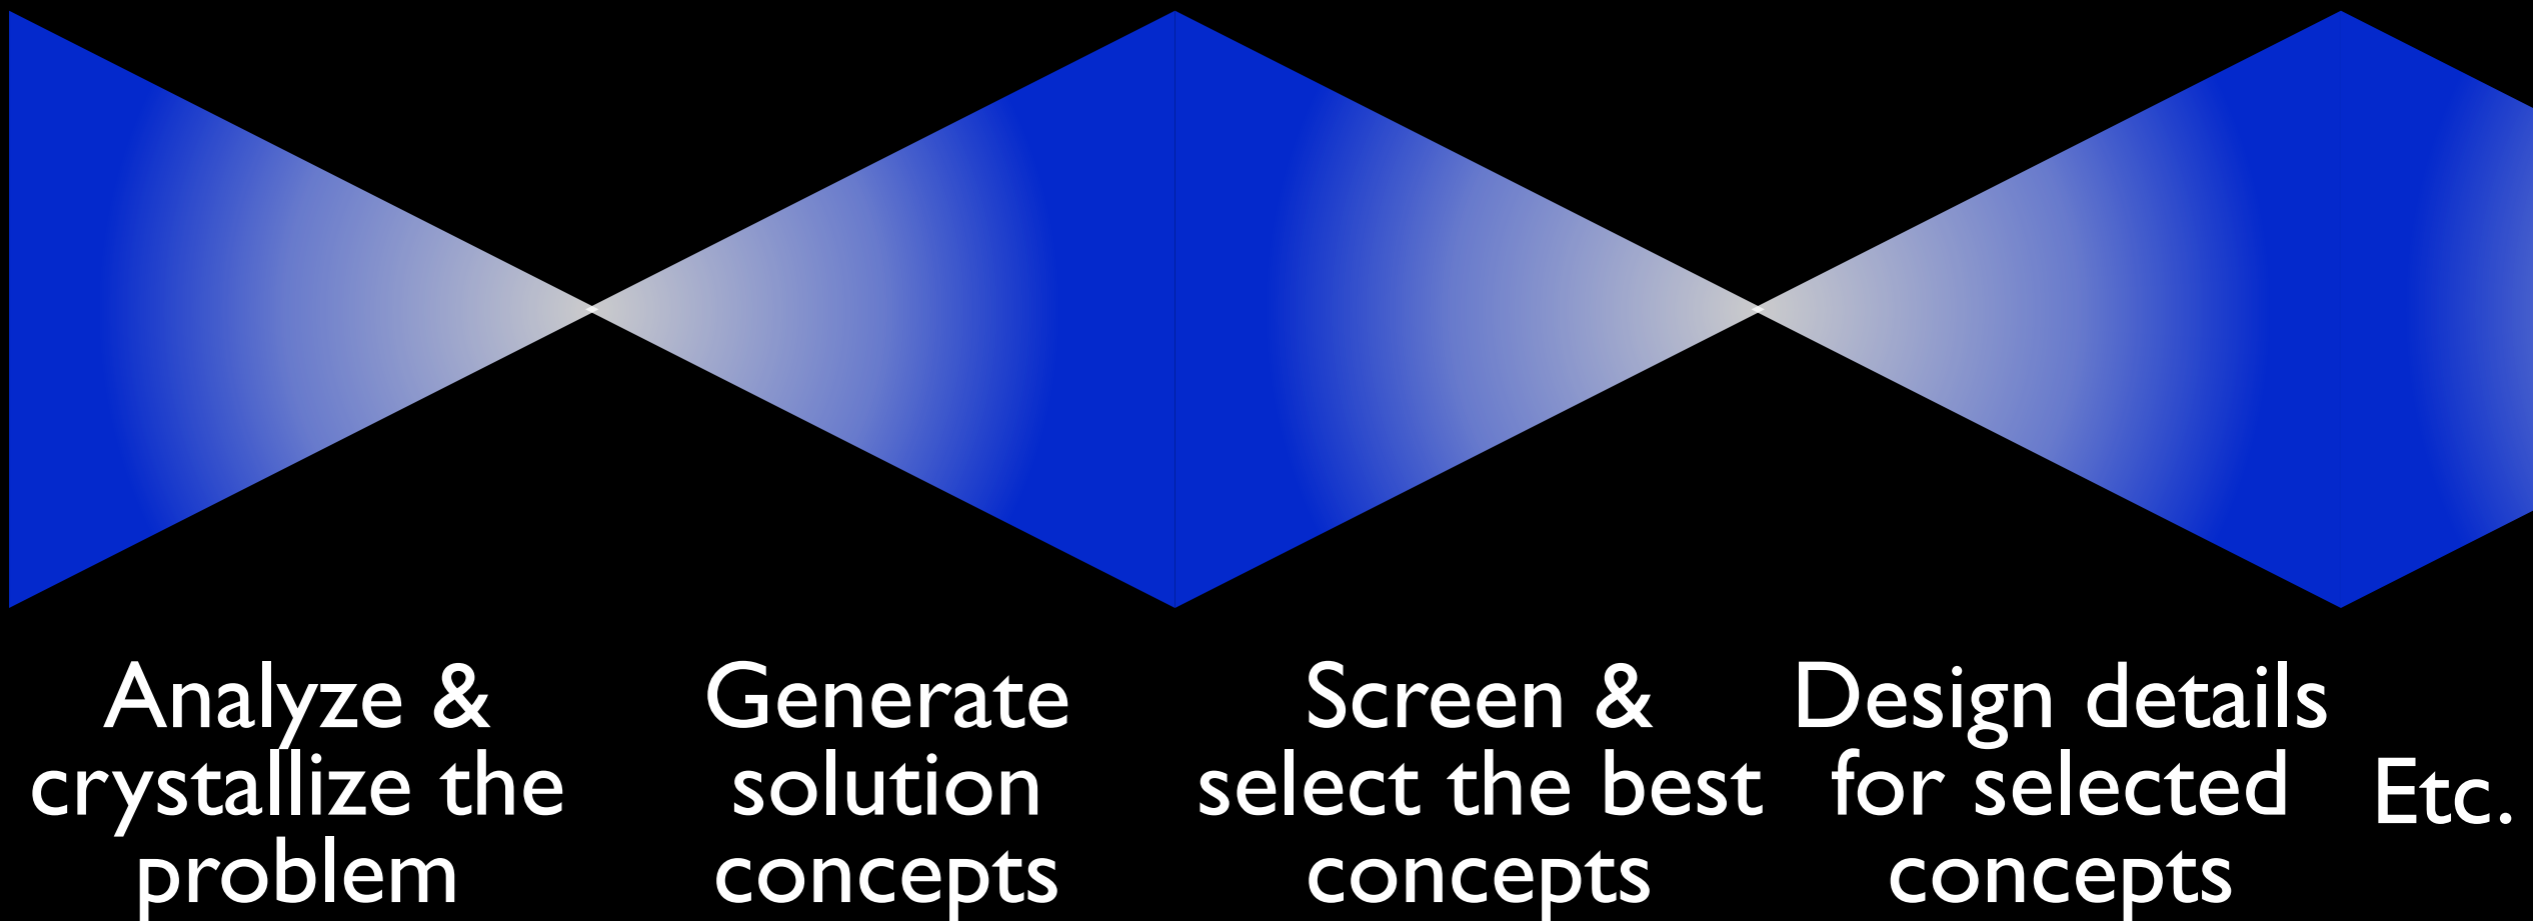 Analyze &
crystallize the
problem
Generate
solution
concepts
Screen &
select the best
concepts
Design details
for selected
concepts
Etc.